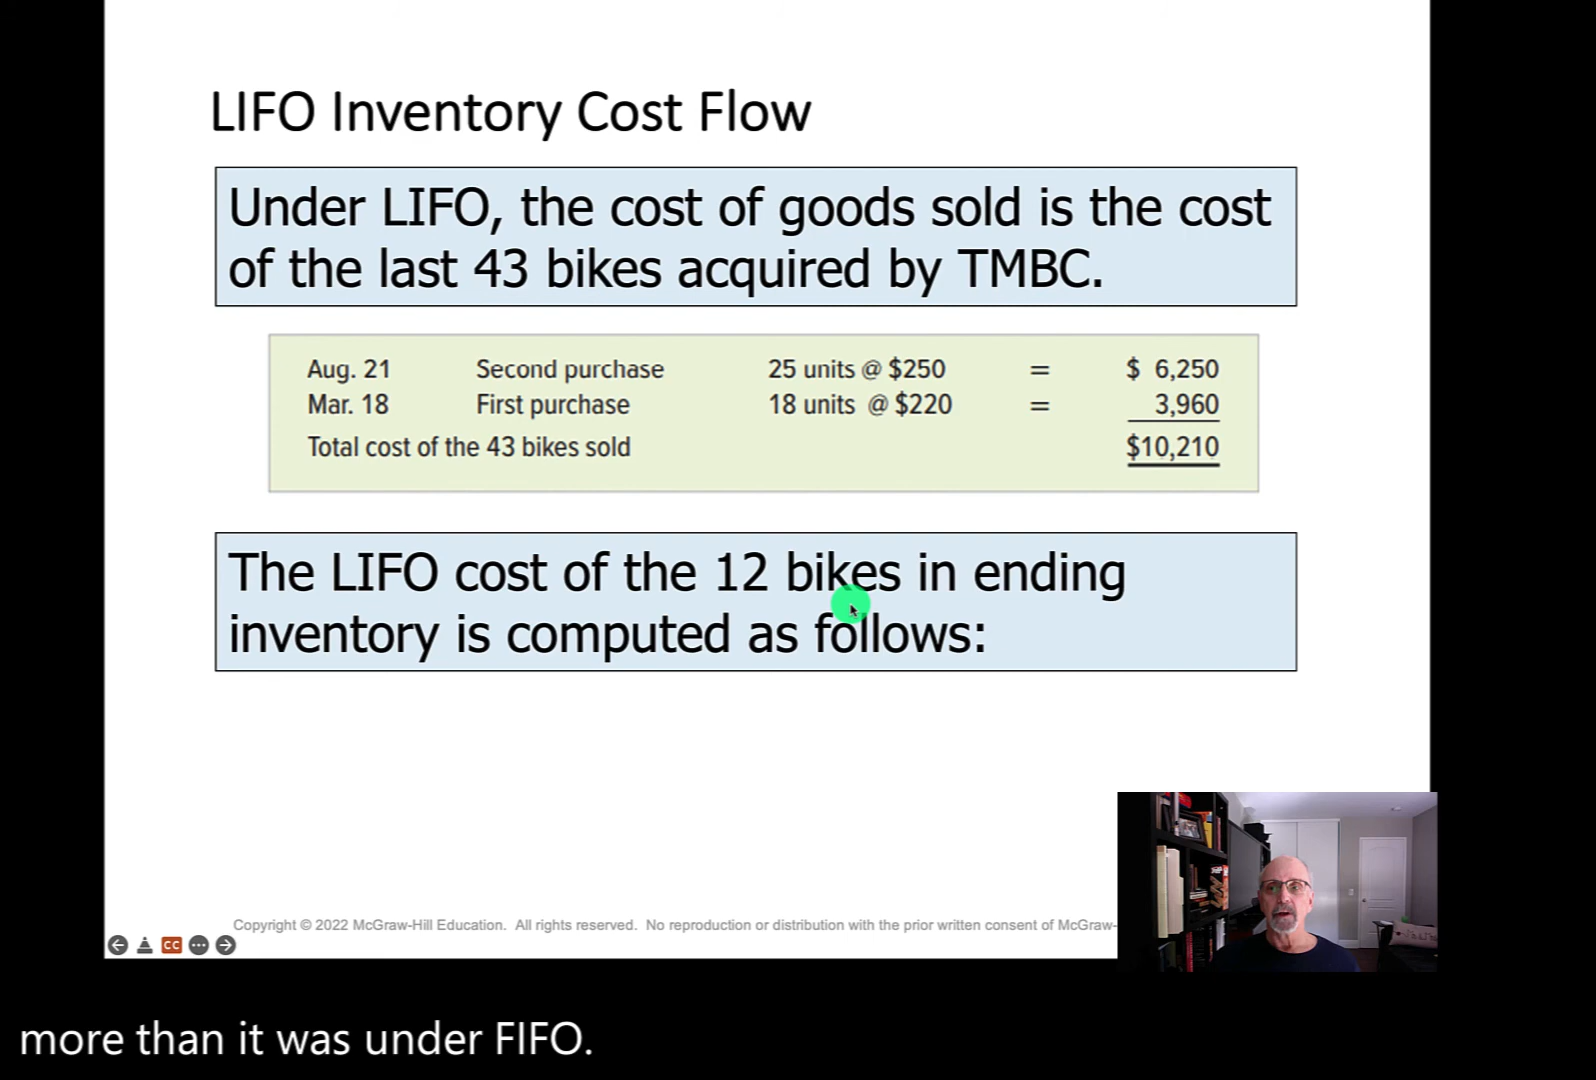 LIFO Inventory Cost Flow
Under LIFO, the cost of goods sold is the cost
of the last 43 bikes acquired by TMBC.
Aug. 21 Second purchase 25 units @ $250 = $ 6,250
Mar. 18 First purchase 18 units @ $220 = 3,960
Total cost of the 43 bikes sold $10,210
The LIFO cost of the 12 bikes in ending
inventory is computed as follows:
Copyright © 2022 McGraw-Hill Education. All rights reserved. No reproduction or distribution with the prior written consent of McGraw-
CC
more than it was under FIFO.